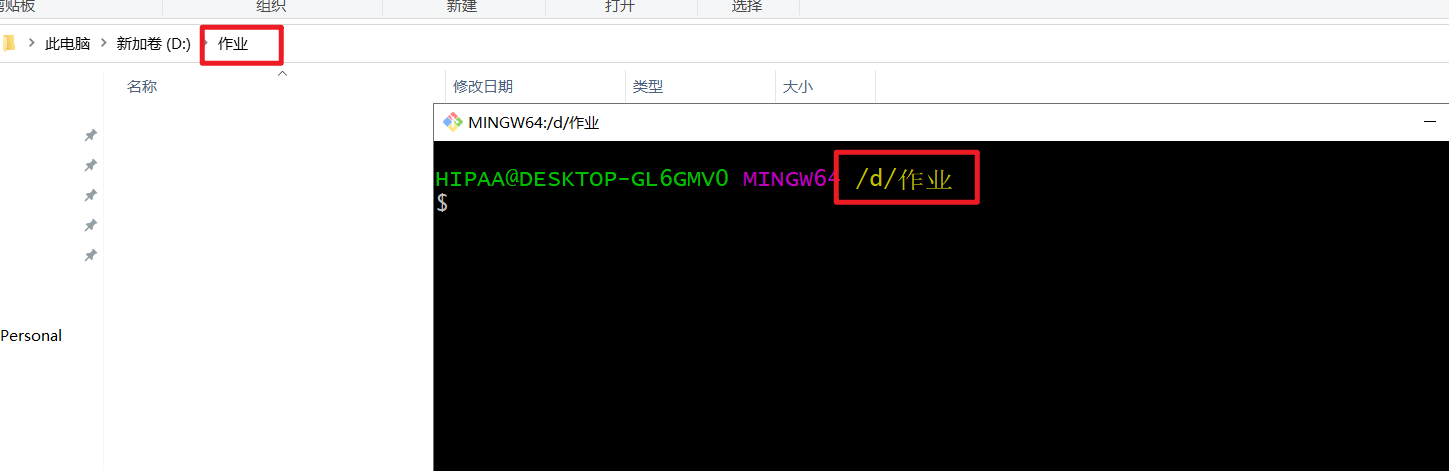 剪贴板 组织 新建 打开 选择
此电脑 新加卷 (D:) 作业
名称 修改日期 类型 大小
MINGW64:/d/作业
HIPAA@DESKTOP-GL6GMV0 MINGW64 /d/作业
$
Personal